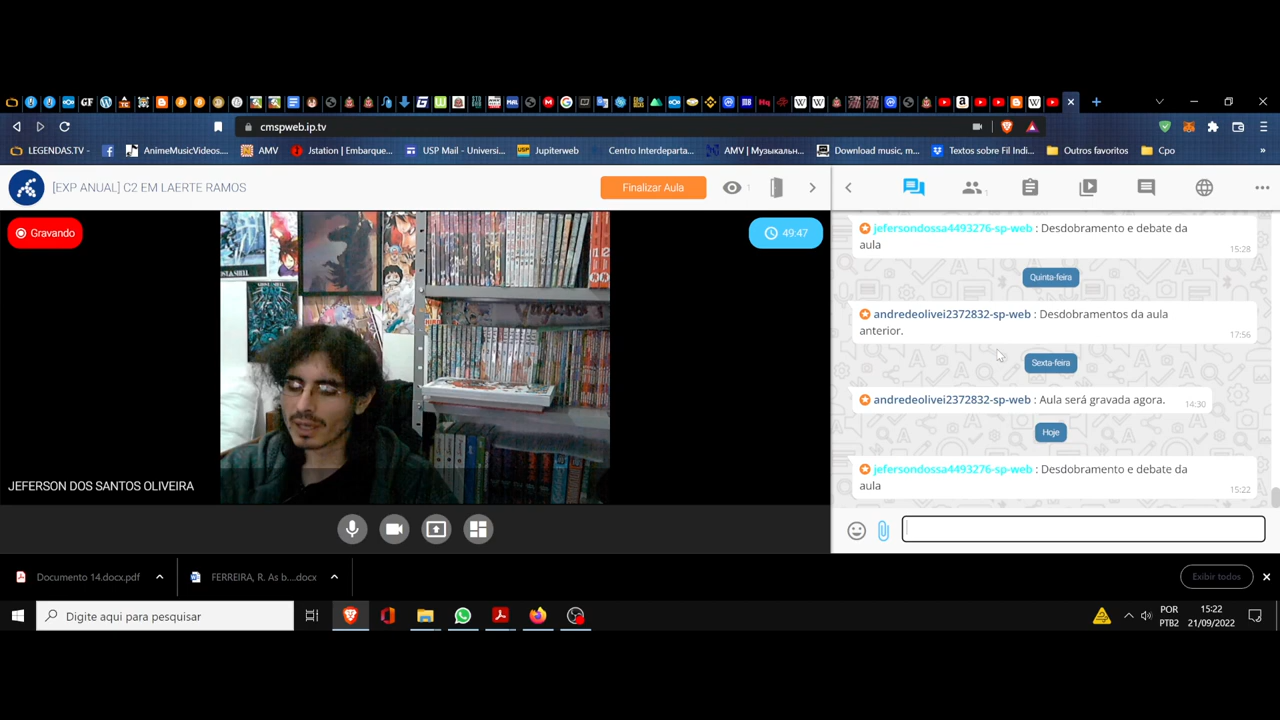 cmspweb.ip.tv
LEGENDAS.TV -
AnimeMusicVideos...
AMV
Jstation | Embarque...
USP Mail - Universi...
Jupiterweb
Centro Interdeparta...
AMV | Музыкальн...
Download music, m...
Textos sobre Fil Indi...
Outros favoritos
Cpo
»
[EXP ANUAL] C2 EM LAERTE RAMOS
Finalizar Aula
1
1
Gravando
49:47
JEFERSON DOS SANTOS OLIVEIRA
jefersondossa4493276-sp-web : Desdobramento e debate da
aula
15:28
Quinta-feira
andredeolivei2372832-sp-web : Desdobramentos da aula
anterior.
17:56
Sexta-feira
andredeolivei2372832-sp-web : Aula será gravada agora.
14:30
Hoje
jefersondossa4493276-sp-web : Desdobramento e debate da
aula
15:22
Documento 14.docx.pdf
FERREIRA, R. As b....docx
Exibir todos
Digite aqui para pesquisar
POR
PTB2
15:22
21/09/2022